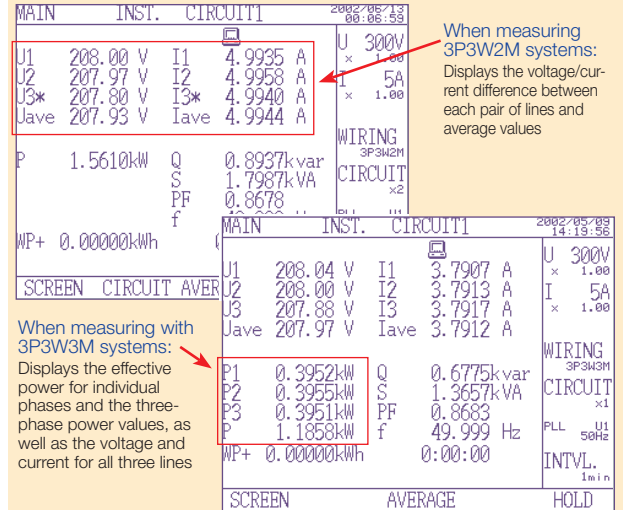 MAIN INST. CIRCUIT1 2002/06/13
00:06:59
U1 208.00 V I1 4.9935 A
U2 207.97 V I2 4.9958 A
U3* 207.80 V I3* 4.9940 A
Uave 207.93 V Iave 4.9944 A
P 1.5610kW Q 0.8937kvar
S 1.7987kVA
PF 0.8678
f
WP+ 0.00000kWh
SCREEN CIRCUIT AVER
U 300V
× 1.00
I 5A
× 1.00
WIRING
3P3W2M
CIRCUIT
×2
When measuring
3P3W2M systems:
Displays the voltage/cur-
rent difference between
each pair of lines and
average values
When measuring with
3P3W3M systems:
Displays the effective
power for individual
phases and the three-
phase power values, as
well as the voltage and
current for all three lines
MAIN INST. CIRCUIT1 2002/05/09
14:19:56
U1 208.04 V I1 3.7907 A
U2 208.00 V I2 3.7913 A
U3 207.88 V I3 3.7917 A
Uave 207.97 V Iave 3.7912 A
P1 0.3952kW Q 0.6775kvar
P2 0.3955kW S 1.3657kVA
P3 0.3951kW PF 0.8683
P 1.1858kW f 49.999 Hz
WP+ 0.00000kWh 0:00:00
SCREEN AVERAGE HOLD
U 300V
× 1.00
I 5A
× 1.00
WIRING
3P3W3M
CIRCUIT
×1
PLL U1
50Hz
INTVL.
1min